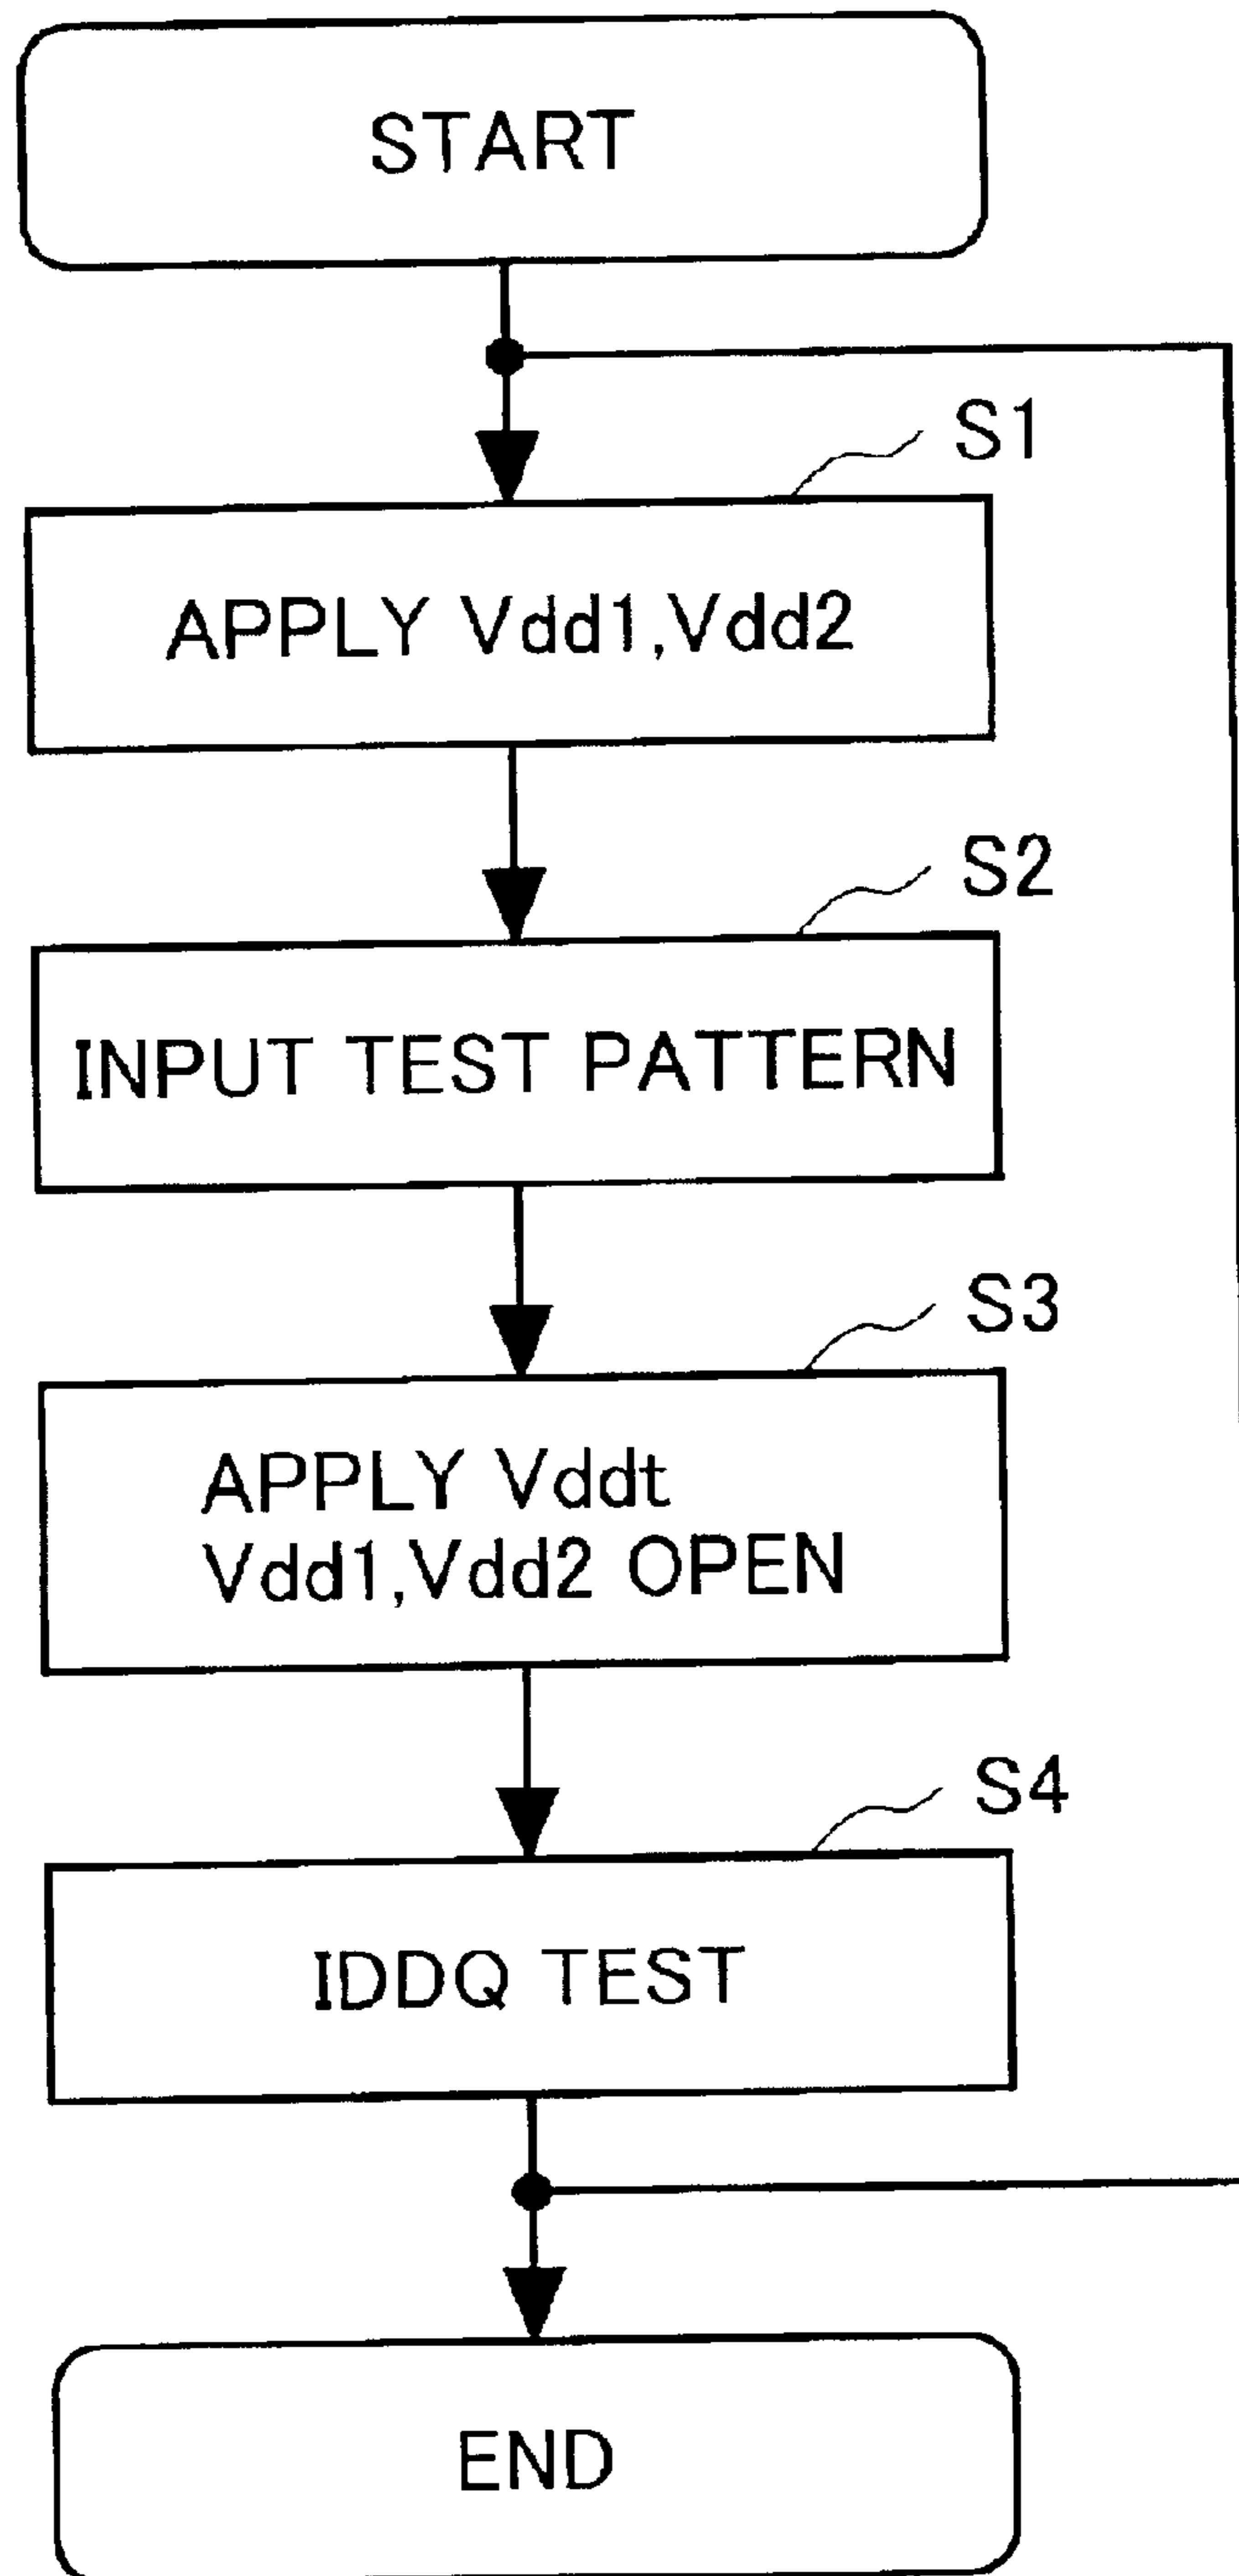 START
S1
APPLY Vdd1,Vdd2
S2
INPUT TEST PATTERN
S3
APPLY Vddt
Vdd1,Vdd2 OPEN
S4
IDDQ TEST
END